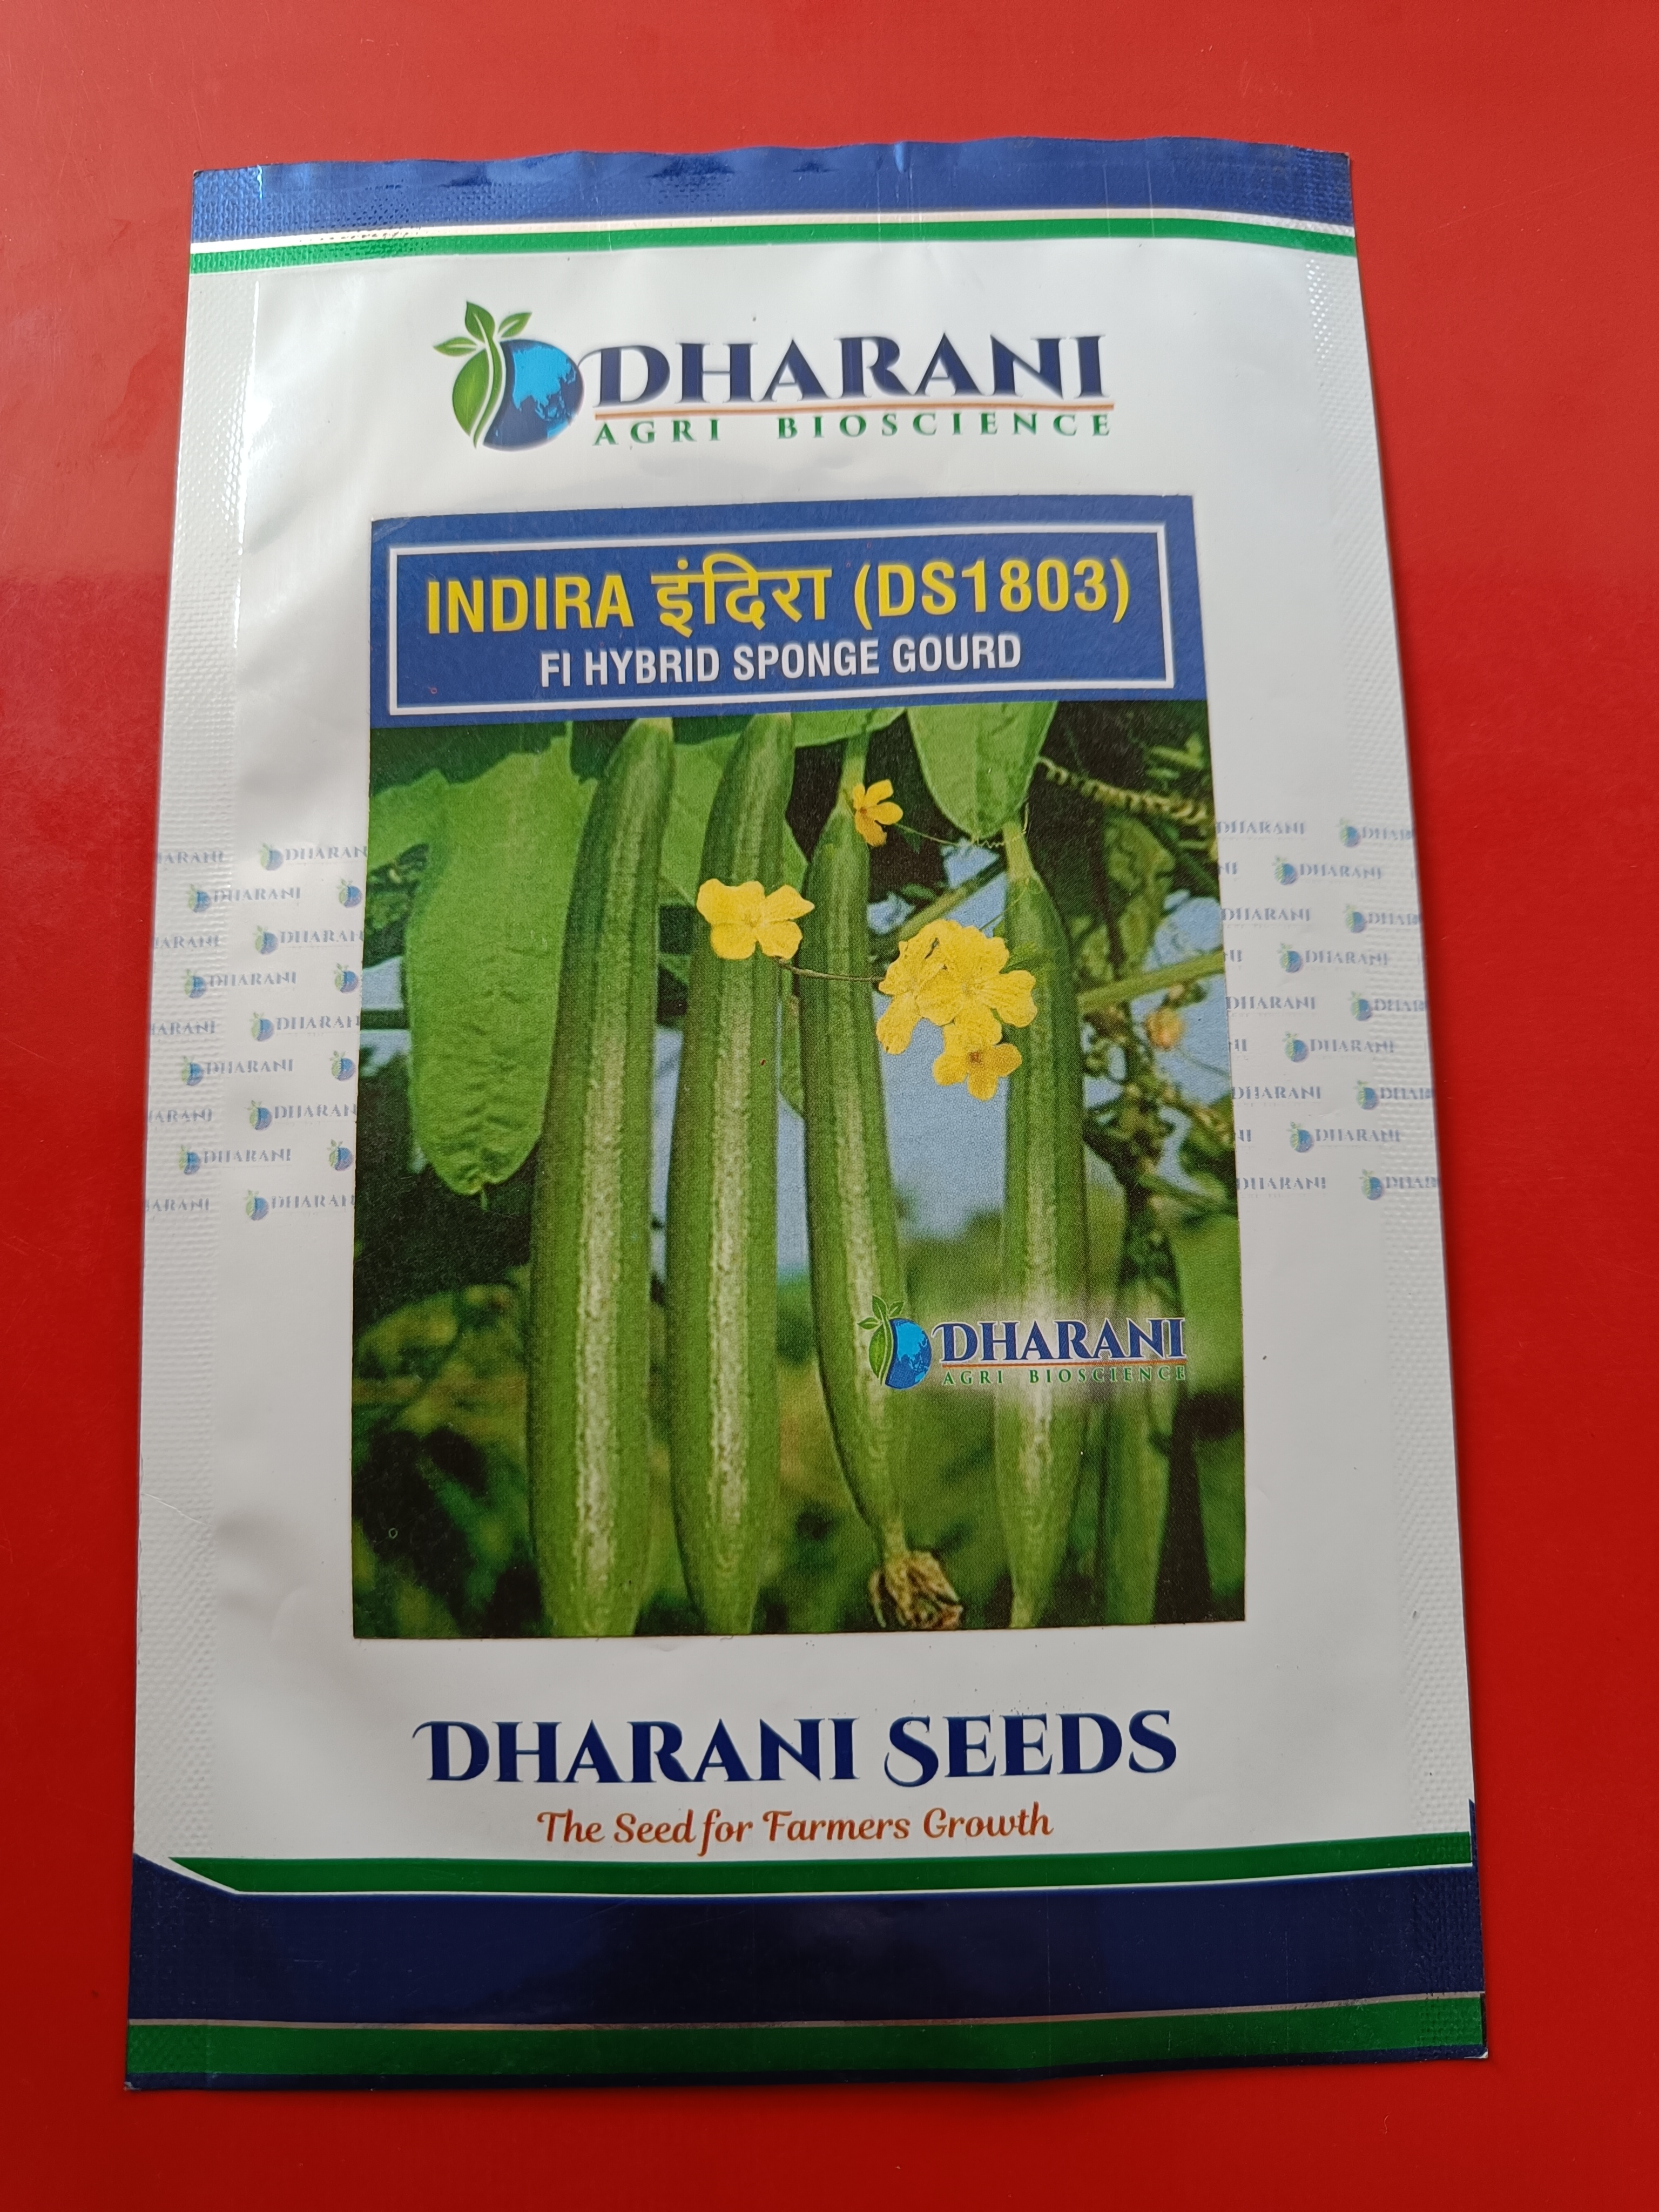 DHARANI
AGRI BIOSCIENCE
INDIRA इंदिरा (DS1803)
FI HYBRID SPONGE GOURD
DHARANI
AGRI BIOSCIENCE
DHARANI SEEDS
The Seed for Farmers Growth